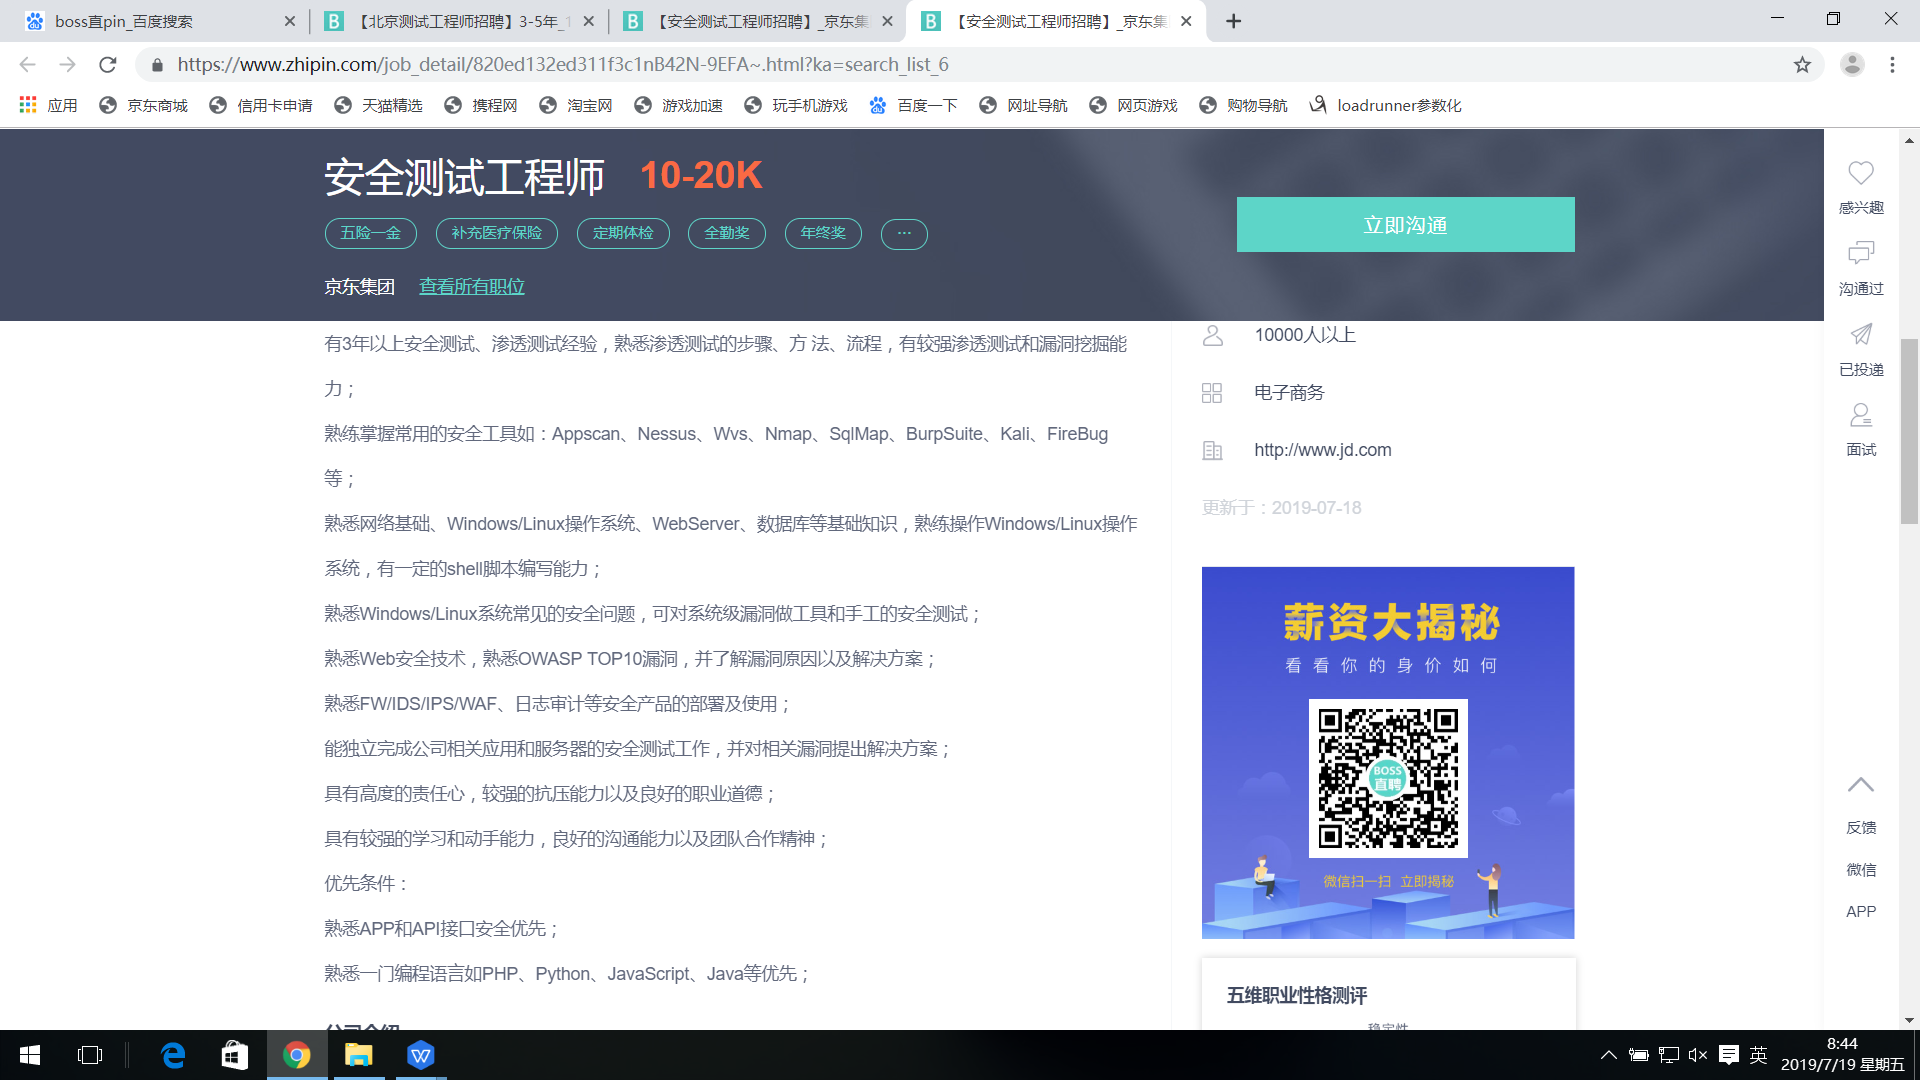 boss直pin_百度搜索
【北京测试工程师招聘】3-5年_1
【安全测试工程师招聘】_京东集
【安全测试工程师招聘】_京东集
https://www.zhipin.com/job_detail/820ed132ed311f3c1nB42N-9EFA~.html?ka=search_list_6
应用
京东商城
信用卡申请
天猫精选
携程网
淘宝网
游戏加速
玩手机游戏
百度一下
网址导航
网页游戏
购物导航
loadrunner参数化
安全测试工程师 10-20K
五险一金
补充医疗保险
定期体检
全勤奖
年终奖
...
京东集团 查看所有职位
立即沟通
有3年以上安全测试、渗透测试经验，熟悉渗透测试的步骤、方 法、流程，有较强渗透测试和漏洞挖掘能
力；
熟练掌握常用的安全工具如：Appscan、Nessus、Wvs、Nmap、SqlMap、BurpSuite、Kali、FireBug
等；
熟悉网络基础、Windows/Linux操作系统、WebServer、数据库等基础知识，熟练操作Windows/Linux操作
系统，有一定的shell脚本编写能力；
熟悉Windows/Linux系统常见的安全问题，可对系统级漏洞做工具和手工的安全测试；
熟悉Web安全技术，熟悉OWASP TOP10漏洞，并了解漏洞原因以及解决方案；
熟悉FW/IDS/IPS/WAF、日志审计等安全产品的部署及使用；
能独立完成公司相关应用和服务器的安全测试工作，并对相关漏洞提出解决方案；
具有高度的责任心，较强的抗压能力以及良好的职业道德；
具有较强的学习和动手能力，良好的沟通能力以及团队合作精神；
优先条件：
熟悉APP和API接口安全优先；
熟悉一门编程语言如PHP、Python、JavaScript、Java等优先；
公司介绍
10000人以上
电子商务
http://www.jd.com
更新于：2019-07-18
薪资大揭秘
看看你的身价如何
BOSS
直聘
微信扫一扫 立即揭秘
五维职业性格测评
稳定性
感兴趣
沟通过
已投递
面试
反馈
微信
APP
英
8:44
2019/7/19 星期五